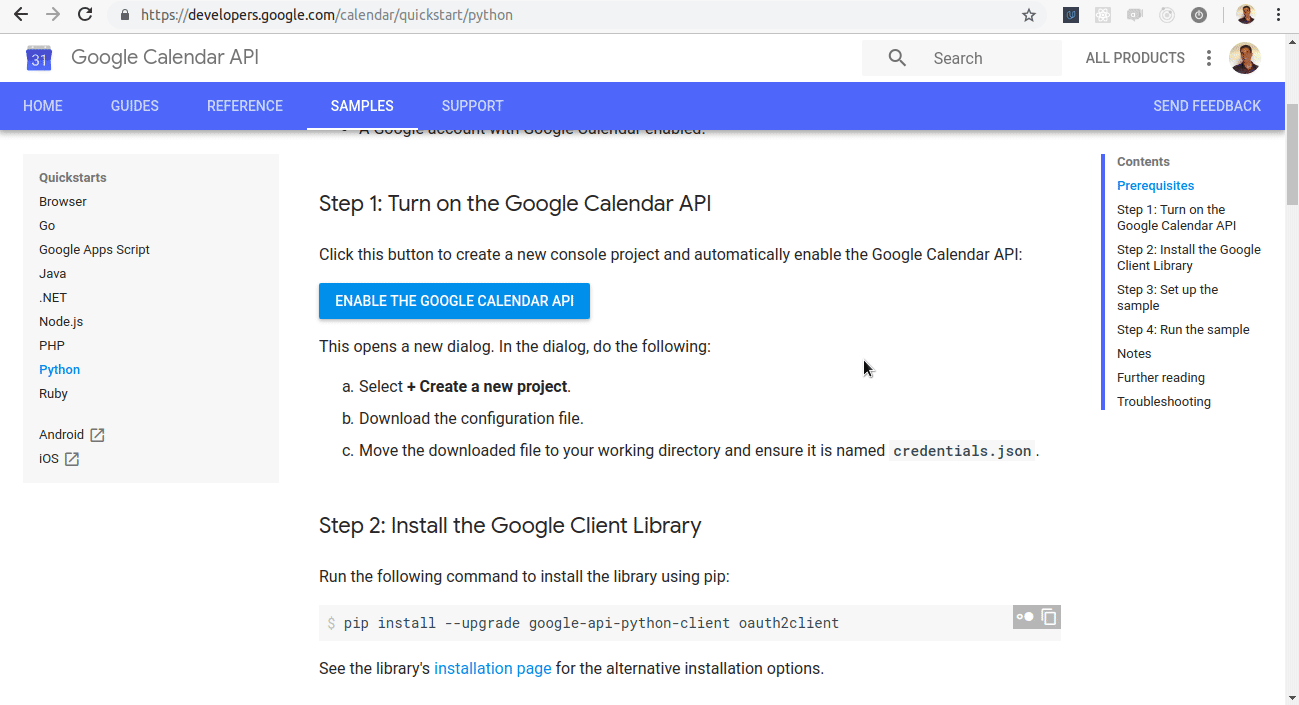 https://developers.google.com/calendar/quickstart/python
31 Google Calendar API
Search
ALL PRODUCTS
HOME GUIDES REFERENCE SAMPLES SUPPORT SEND FEEDBACK
A Google account with Google Calendar enabled.
Quickstarts
Browser
Go
Google Apps Script
Java
.NET
Node.js
PHP
Python
Ruby
Android
iOS
Step 1: Turn on the Google Calendar API
Click this button to create a new console project and automatically enable the Google Calendar API:
ENABLE THE GOOGLE CALENDAR API
This opens a new dialog. In the dialog, do the following:
a. Select + Create a new project.
b. Download the configuration file.
c. Move the downloaded file to your working directory and ensure it is named credentials.json .
Step 2: Install the Google Client Library
Run the following command to install the library using pip:
$ pip install --upgrade google-api-python-client oauth2client
See the library's installation page for the alternative installation options.
Contents
Prerequisites
Step 1: Turn on the
Google Calendar API
Step 2: Install the Google
Client Library
Step 3: Set up the
sample
Step 4: Run the sample
Notes
Further reading
Troubleshooting